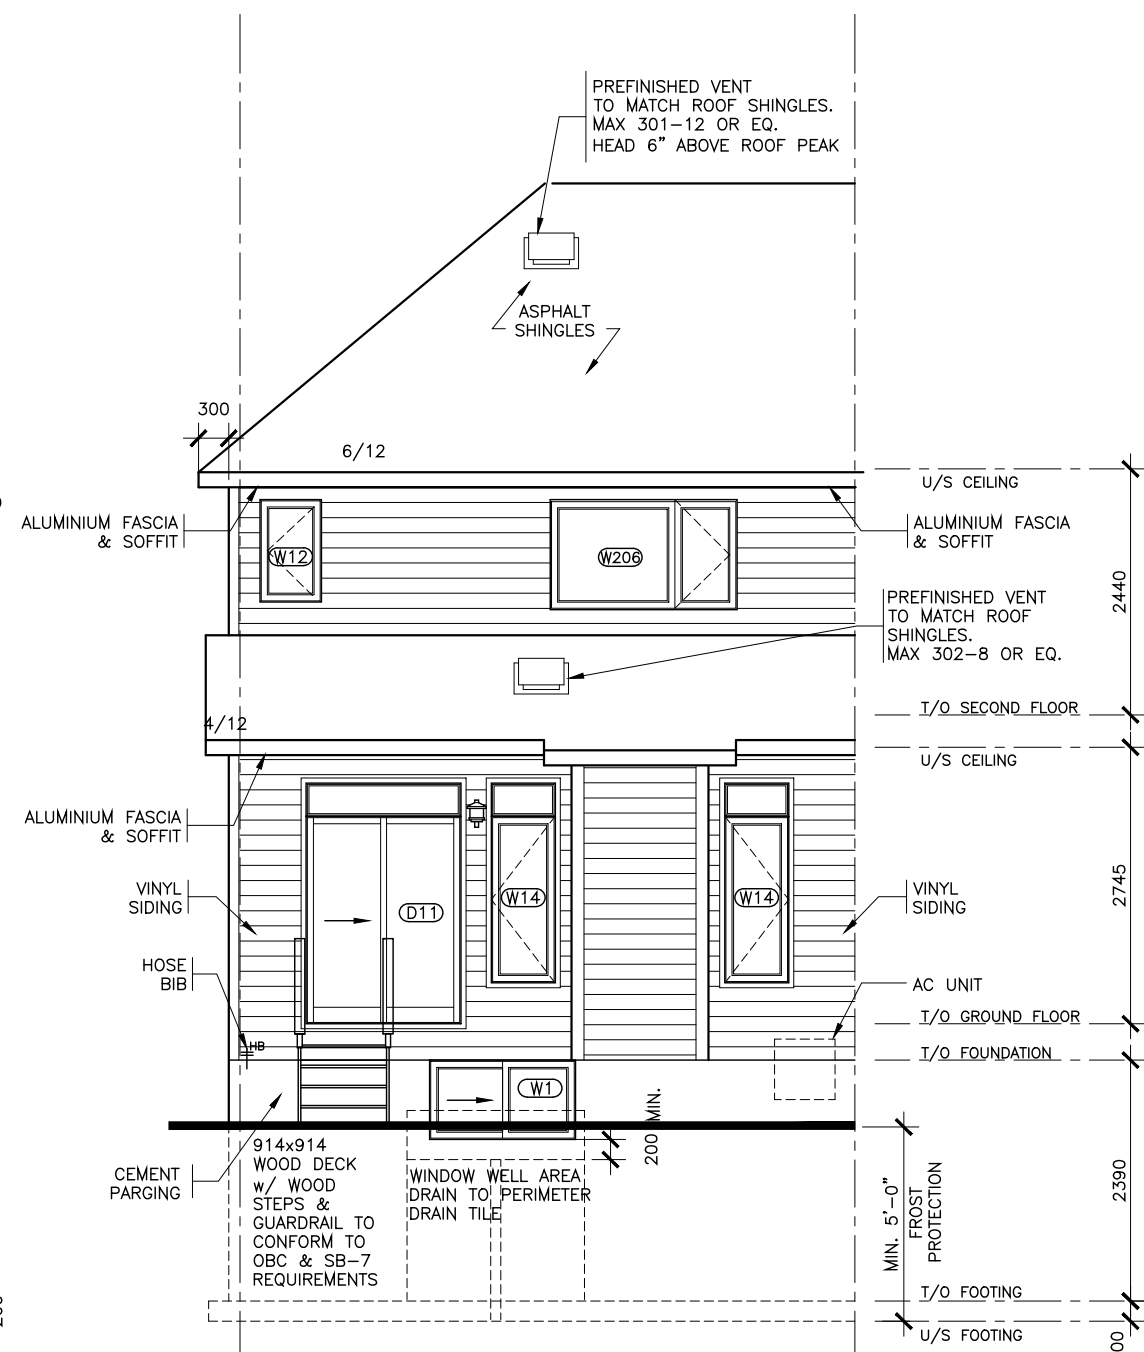 PREFINISHED VENT
TO MATCH ROOF SHINGLES.
MAX 301-12 OR EQ.
HEAD 6" ABOVE ROOF PEAK
ASPHALT
SHINGLES
300
6/12
U/S CEILING
ALUMINIUM FASCIA
& SOFFIT
W12
W206
ALUMINIUM FASCIA
& SOFFIT
2440
PREFINISHED VENT
TO MATCH ROOF
SHINGLES.
MAX 302-8 OR EQ.
4/12
T/O SECOND FLOOR
U/S CEILING
ALUMINIUM FASCIA
& SOFFIT
VINYL
SIDING
D11
W14
W14
VINYL
SIDING
2745
HOSE
BIB
HB
AC UNIT
T/O GROUND FLOOR
T/O FOUNDATION
W1
200 MIN.
CEMENT
PARGING
914x914
WOOD DECK
w/ WOOD
STEPS &
GUARDRAIL TO
CONFORM TO
OBC & SB-7
REQUIREMENTS
WINDOW WELL AREA
DRAIN TO PERIMETER
DRAIN TILE
MIN. 5'-0"
FROST
PROTECTION
2390
T/O FOOTING
U/S FOOTING